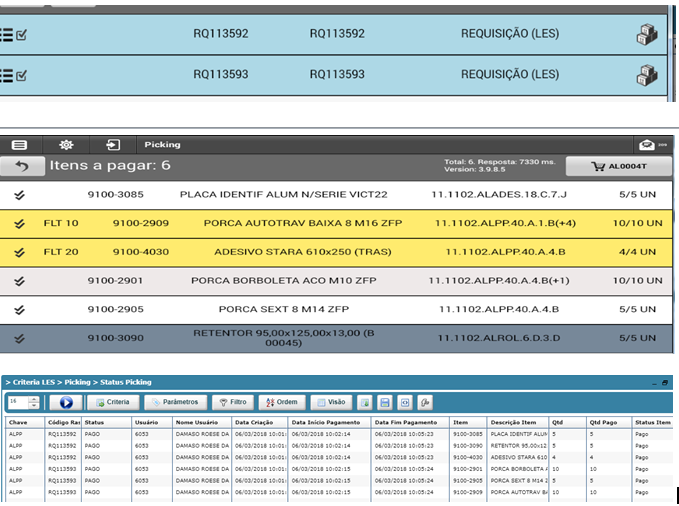 RQ113592 RQ113592 REQUISIÇÃO (LES)
RQ113593 RQ113593 REQUISIÇÃO (LES)
Picking
Itens a pagar: 6 Total: 6. Resposta: 7330 ms.
Version: 3.9.8.5 AL0004T
9100-3085 PLACA IDENTIF ALUM N/SERIE VICT22 11.1102.ALADES.18.C.7.J 5/5 UN
FLT 10 9100-2909 PORCA AUTOTRAV BAIXA 8 M16 ZFP 11.1102.ALPP.40.A.1.B(+4) 10/10 UN
FLT 20 9100-4030 ADESIVO STARA 610x250 (TRAS) 11.1102.ALPP.40.A.4.B 4/4 UN
9100-2901 PORCA BORBOLETA ACO M10 ZFP 11.1102.ALPP.40.A.4.B(+1) 10/10 UN
9100-2905 PORCA SEXT 8 M14 ZFP 11.1102.ALPP.40.A.4.B 5/5 UN
9100-3090 RETENTOR 95,00x125,00x13,00 (B
00045) 11.1102.ALROL.6.D.3.D 5/5 UN
> Criteria LES > Picking > Status Picking
16 Criteria Parâmetros Filtro Ordem Visão
Chave Código Ras Status Usuário Nome Usuário Data Criação Data Início Pagamento Data Fim Pagamento Item Descrição Item Qtd Qtd Pago Status Item
ALPP RQ113592 PAGO 6053 DAMASO ROESE DA 06/03/2018 10:01: 06/03/2018 10:02:14 06/03/2018 10:05:23 9100-3085 PLACA IDENTIF ALUM 5 5 Pago
ALPP RQ113592 PAGO 6053 DAMASO ROESE DA 06/03/2018 10:01: 06/03/2018 10:02:14 06/03/2018 10:05:23 9100-3090 RETENTOR 95,00x12 5 5 Pago
ALPP RQ113592 PAGO 6053 DAMASO ROESE DA 06/03/2018 10:01: 06/03/2018 10:02:14 06/03/2018 10:05:23 9100-4030 ADESIVO STARA 610 4 4 Pago
ALPP RQ113593 PAGO 6053 DAMASO ROESE DA 06/03/2018 10:01: 06/03/2018 10:02:15 06/03/2018 10:05:24 9100-2901 PORCA BORBOLETA 10 10 Pago
ALPP RQ113593 PAGO 6053 DAMASO ROESE DA 06/03/2018 10:01: 06/03/2018 10:02:15 06/03/2018 10:05:24 9100-2905 PORCA SEXT 8 M14 5 5 Pago
ALPP RQ113593 PAGO 6053 DAMASO ROESE DA 06/03/2018 10:01: 06/03/2018 10:02:15 06/03/2018 10:05:24 9100-2909 PORCA AUTOTRAV 10 10 Pago